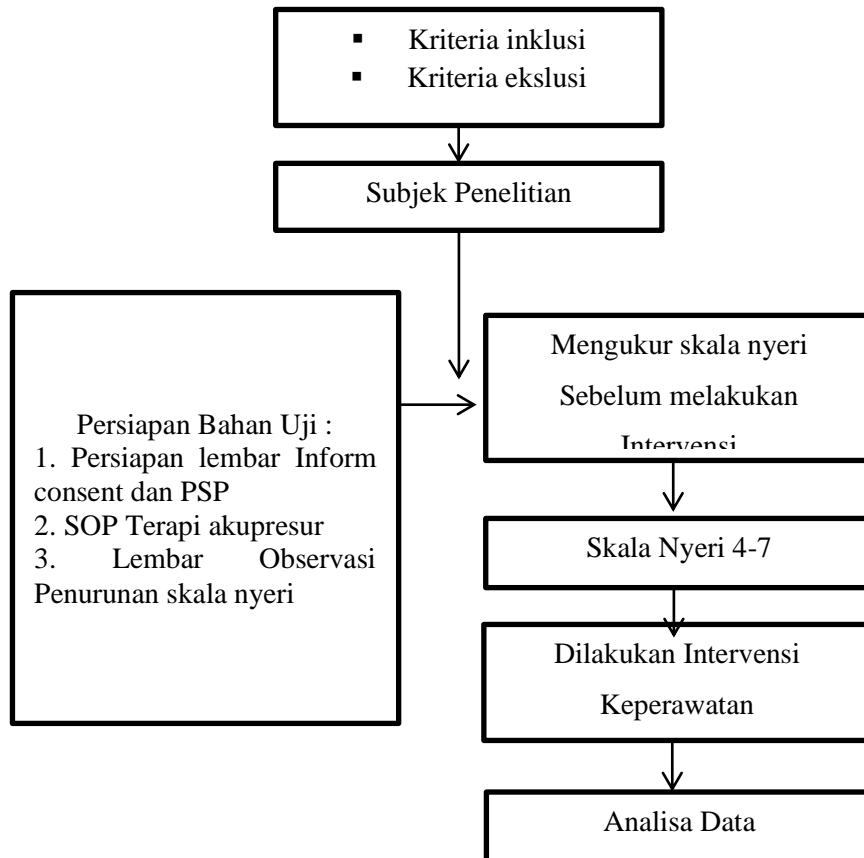 ▪ Kriteria inklusi
▪ Kriteria ekslusi
Subjek Penelitian
Persiapan Bahan Uji :
1. Persiapan lembar Inform
consent dan PSP
2. SOP Terapi akupresur
3. Lembar Observasi
Penurunan skala nyeri
Mengukur skala nyeri
Sebelum melakukan
Intervensi
Skala Nyeri 4-7
Dilakukan Intervensi
Keperawatan
Analisa Data